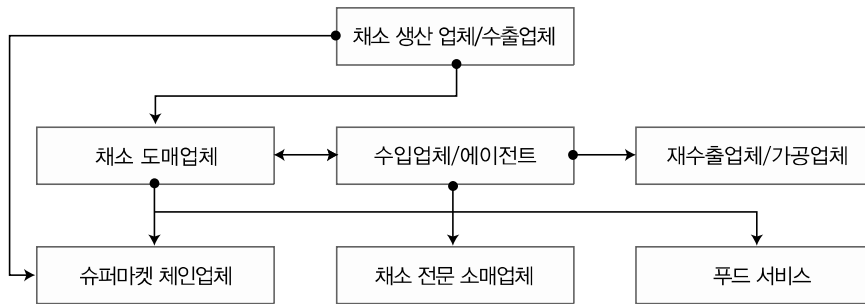 채소 생산 업체/수출업체
채소 도매업체
수입업체/에이전트
재수출업체/가공업체
슈퍼마켓 체인업체
채소 전문 소매업체
푸드 서비스